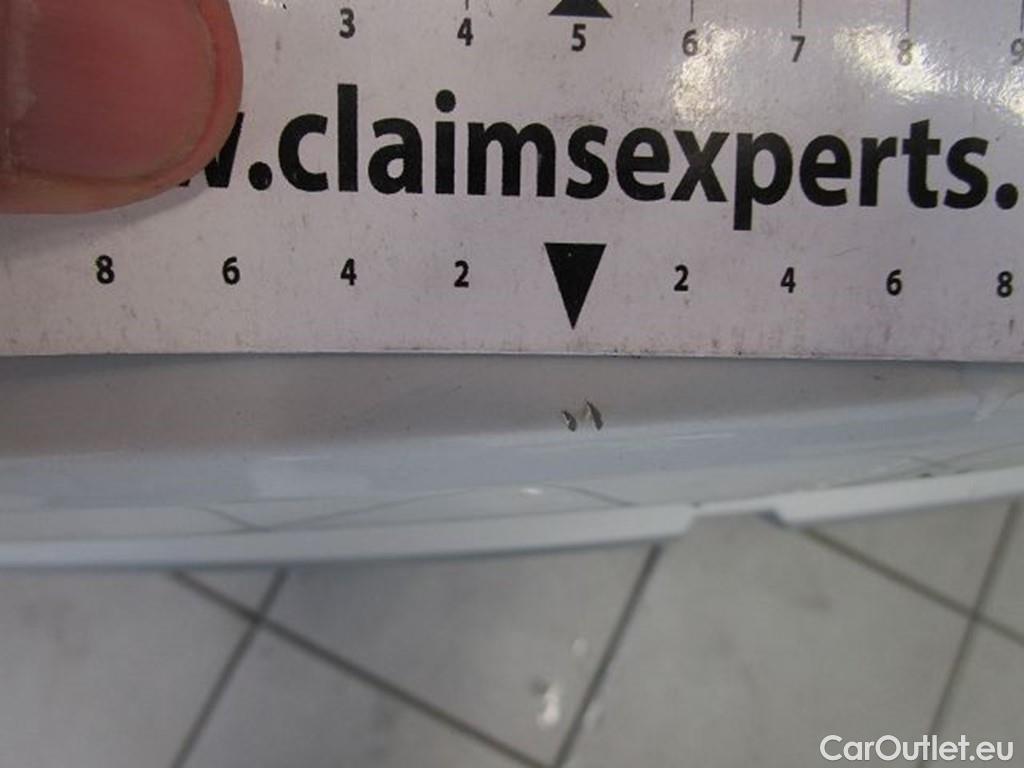 3 4 5 6 7 8 9
.claimsexperts.
8 6 4 2 2 4 6 8
CarOutlet.eu